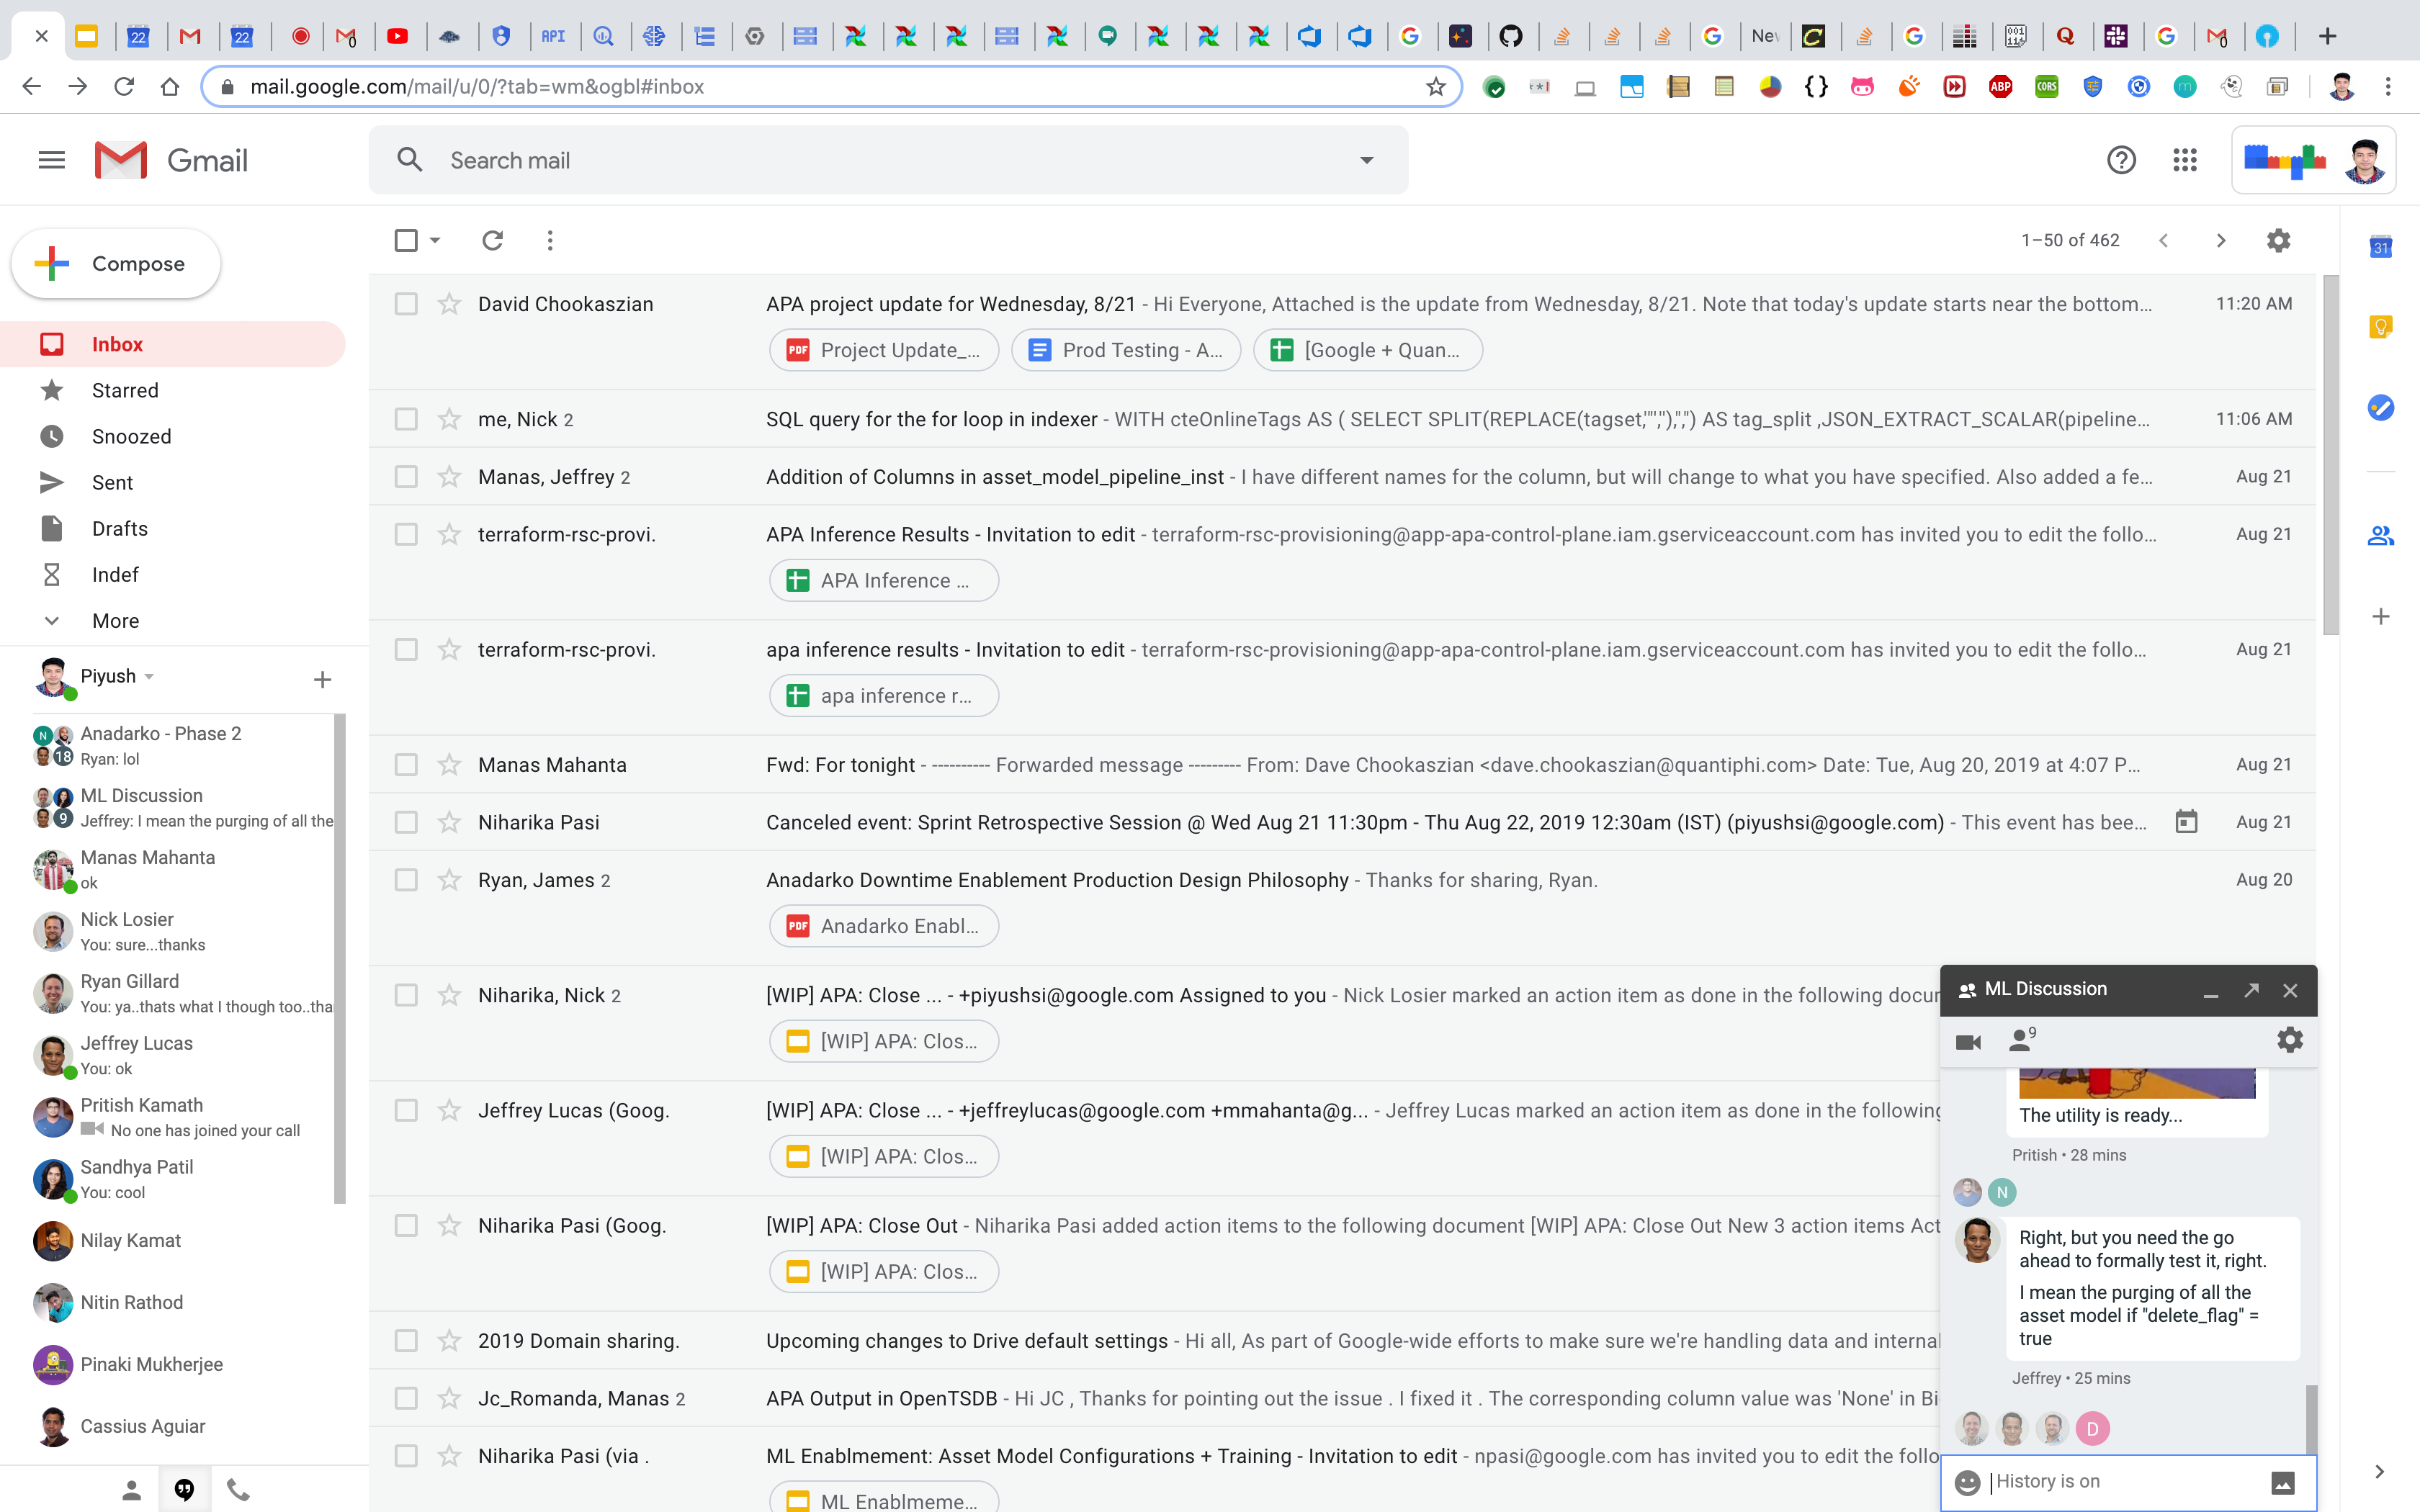 22
22
API
Nev
mail.google.com/mail/u/0/?tab=wm&ogbl#inbox
ABP
CORS
Gmail
Search mail
Compose
1–50 of 462
Inbox
Starred
Snoozed
Sent
Drafts
Indef
More
Piyush
Anadarko - Phase 2
Ryan: lol
18
ML Discussion
Jeffrey: I mean the purging of all the
9
Manas Mahanta
ok
Nick Losier
You: sure...thanks
Ryan Gillard
You: ya..thats what I though too..tha
Jeffrey Lucas
You: ok
Pritish Kamath
No one has joined your call
Sandhya Patil
You: cool
Nilay Kamat
Nitin Rathod
Pinaki Mukherjee
Cassius Aguiar
David Chookaszian APA project update for Wednesday, 8/21 - Hi Everyone, Attached is the update from Wednesday, 8/21. Note that today's update starts near the bottom... 11:20 AM
PDF Project Update_... Prod Testing - A... [Google + Quan...
me, Nick 2 SQL query for the for loop in indexer - WITH cteOnlineTags AS ( SELECT SPLIT(REPLACE(tagset,'"',''),",") AS tag_split ,JSON_EXTRACT_SCALAR(pipeline... 11:06 AM
Manas, Jeffrey 2 Addition of Columns in asset_model_pipeline_inst - I have different names for the column, but will change to what you have specified. Also added a fe... Aug 21
terraform-rsc-provi. APA Inference Results - Invitation to edit - terraform-rsc-provisioning@app-apa-control-plane.iam.gserviceaccount.com has invited you to edit the follo... Aug 21
APA Inference ...
terraform-rsc-provi. apa inference results - Invitation to edit - terraform-rsc-provisioning@app-apa-control-plane.iam.gserviceaccount.com has invited you to edit the follo... Aug 21
apa inference r...
Manas Mahanta Fwd: For tonight - ---------- Forwarded message --------- From: Dave Chookaszian <dave.chookaszian@quantiphi.com> Date: Tue, Aug 20, 2019 at 4:07 P... Aug 21
Niharika Pasi Canceled event: Sprint Retrospective Session @ Wed Aug 21 11:30pm - Thu Aug 22, 2019 12:30am (IST) (piyushsi@google.com) - This event has bee... Aug 21
Ryan, James 2 Anadarko Downtime Enablement Production Design Philosophy - Thanks for sharing, Ryan. Aug 20
PDF Anadarko Enabl...
Niharika, Nick 2 [WIP] APA: Close ... - +piyushsi@google.com Assigned to you - Nick Losier marked an action item as done in the following docur
[WIP] APA: Clos...
Jeffrey Lucas (Goog. [WIP] APA: Close ... - +jeffreylucas@google.com +mmahanta@g... - Jeffrey Lucas marked an action item as done in the following
[WIP] APA: Clos...
Niharika Pasi (Goog. [WIP] APA: Close Out - Niharika Pasi added action items to the following document [WIP] APA: Close Out New 3 action items Act
[WIP] APA: Clos...
2019 Domain sharing. Upcoming changes to Drive default settings - Hi all, As part of Google-wide efforts to make sure we're handling data and internal
Jc_Romanda, Manas 2 APA Output in OpenTSDB - Hi JC , Thanks for pointing out the issue . I fixed it . The corresponding column value was 'None' in Bi
Niharika Pasi (via . ML Enablmement: Asset Model Configurations + Training - Invitation to edit - npasi@google.com has invited you to edit the follo
ML Enablmeme...
31
ML Discussion
9
The utility is ready...
Pritish • 28 mins
N
Right, but you need the go
ahead to formally test it, right.
I mean the purging of all the
asset model if "delete_flag" =
true
Jeffrey • 25 mins
D
History is on